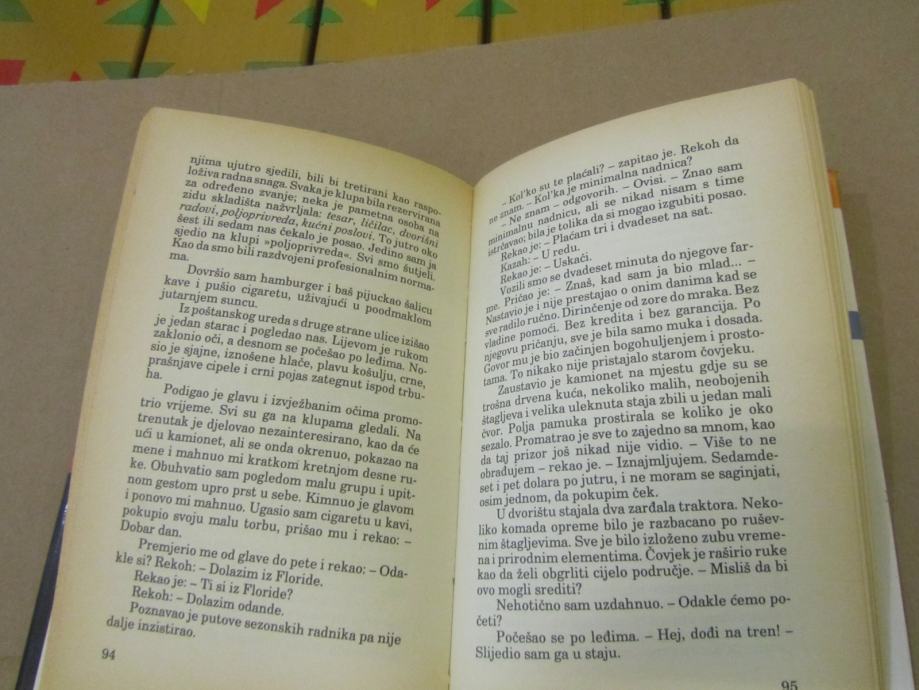 njima ujutro sjedili, bili bi tretirani kao raspo-
loživa radna snaga. Svaka je klupa bila rezervirana
za određeno zvanje; neka je pametna osoba na
zidu skladišta nažvrljala: tesar, ličilac, dvorišni
radovi, poljoprivreda, kućni poslovi. To jutro oko
šest ili sedam nas čekalo je posao. Jedino sam ja
sjedio na klupi »poljoprivreda«. Svi smo šutjeli.
Kao da smo bili razdvojeni profesionalnim norma-
ma.
Dovršio sam hamburger i baš pijuckao šalicu
kave i pušio cigaretu, uživajući u poodmaklom
jutarnjem suncu.
Iz poštanskog ureda s druge strane ulice izišao
je jedan starac i pogledao nas. Lijevom je rukom
zaklonio oči, a desnom se počešao po leđima. No-
sio je sjajne, iznošene hlače, plavu košulju, crne,
prašnjave cipele i crni pojas zategnut ispod trbu-
ha.
Podigao je glavu i izvježbanim očima promo-
trio vrijeme. Svi su ga na klupama gledali. Na
trenutak je djelovao nezainteresirano, kao da će
ući u kamionet, ali se onda okrenuo, pokazao na
mene i mahnuo mi kratkom kretnjom desne ru-
ke. Obuhvatio sam pogledom malu grupu i upit-
nom gestom upro prst u sebe. Kimnuo je glavom
i ponovo mi mahnuo. Ugasio sam cigaretu u kavi,
pokupio svoju malu torbu, prišao mu i rekao: –
Dobar dan.
Premjerio me od glave do pete i rekao: – Oda-
kle si? Rekoh: – Dolazim iz Floride.
Rekao je: – Ti si iz Floride?
Rekoh: – Dolazim odande.
Poznavao je putove sezonskih radnika pa nije
dalje inzistirao.
94
– Kol'ko su te plaćali? – zapitao je. Rekoh da
ne znam. – Kol'ka je minimalna nadnica?
– Ne znam – odgovorih. – Ovisi. – Znao sam
minimalnu nadnicu, ali se nikad nisam s time
istrčavao; bila je tolika da si mogao izgubiti posao.
Rekao je: – Plaćam tri i dvadeset na sat.
Kazah: – U redu.
Rekao je: – Uskači.
Vozili smo se dvadeset minuta do njegove far-
me. Pričao je: – Znaš, kad sam ja bio mlad... –
Nastavio je i nije prestajao o onim danima kad se
sve radilo ručno. Dirinčenje od zore do mraka. Bez
vladine pomoći. Bez kredita i bez garancija. Po
njegovu pričanju, sve je bila samo muka i dosada.
Govor mu je bio začinjen bogohuljenjem i prosto-
tama. To nikako nije pristajalo starom čovjeku.
Zaustavio je kamionet na mjestu gdje su se
trošna drvena kuća, nekoliko malih, neobojenih
štagljeva i velika uleknuta staja zbili u jedan mali
čvor. Polja pamuka prostirala se koliko je oko
sezalo. Promatrao je sve to zajedno sa mnom, kao
da taj prizor još nikad nije vidio. – Više to ne
obrađujem – rekao je. – Iznajmljujem. Sedamde-
set i pet dolara po jutru, i ne moram se saginjati,
osim jednom, da pokupim ček.
U dvorištu stajala dva zarđala traktora. Neko-
liko komada opreme bilo je razbacano po rušev-
nim štagljevima. Sve je bilo izloženo zubu vreme-
na i prirodnim elementima. Čovjek je raširio ruke
kao da želi obgrliti cijelo područje. – Misliš da bi
ovo mogli srediti?
Nehotično sam uzdahnuo. – Odakle ćemo po-
četi?
Počešao se po leđima. – Hej, dođi na tren! –
Slijedio sam ga u staju.
95